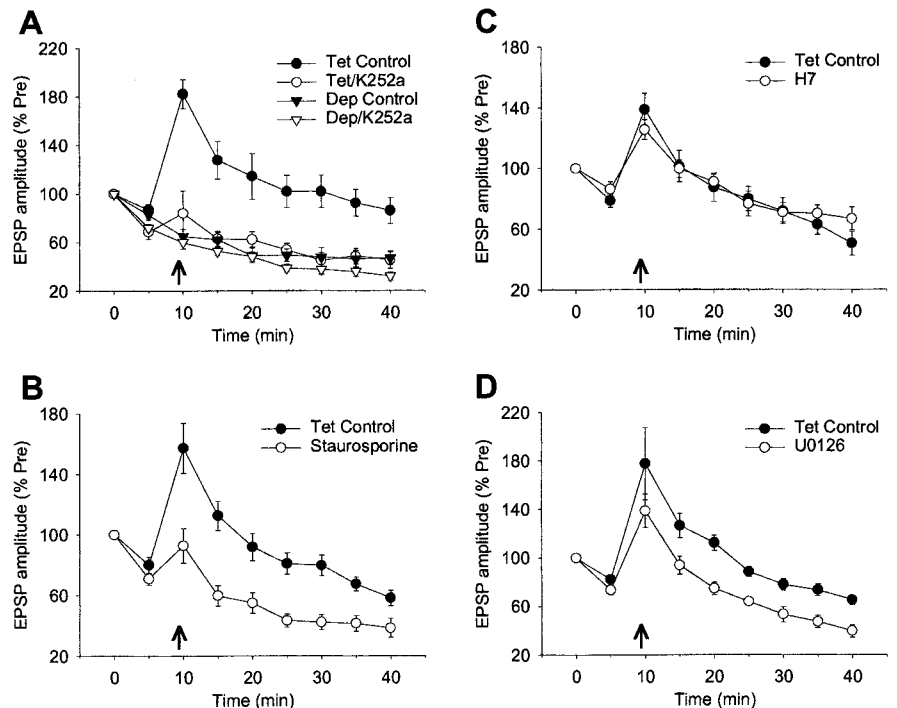 A
EPSP amplitude (% Pre)
220
180
140
100
60
20
Tet Control
Tet/K252a
Dep Control
Dep/K252a
0 10 20 30 40
Time (min)
C
EPSP amplitude (% Pre)
180
140
100
60
20
Tet Control
H7
0 10 20 30 40
Time (min)
B
EPSP amplitude (% Pre)
180
140
100
60
20
Tet Control
Staurosporine
0 10 20 30 40
Time (min)
D
EPSP amplitude (% Pre)
220
180
140
100
60
20
Tet Control
U0126
0 10 20 30 40
Time (min)